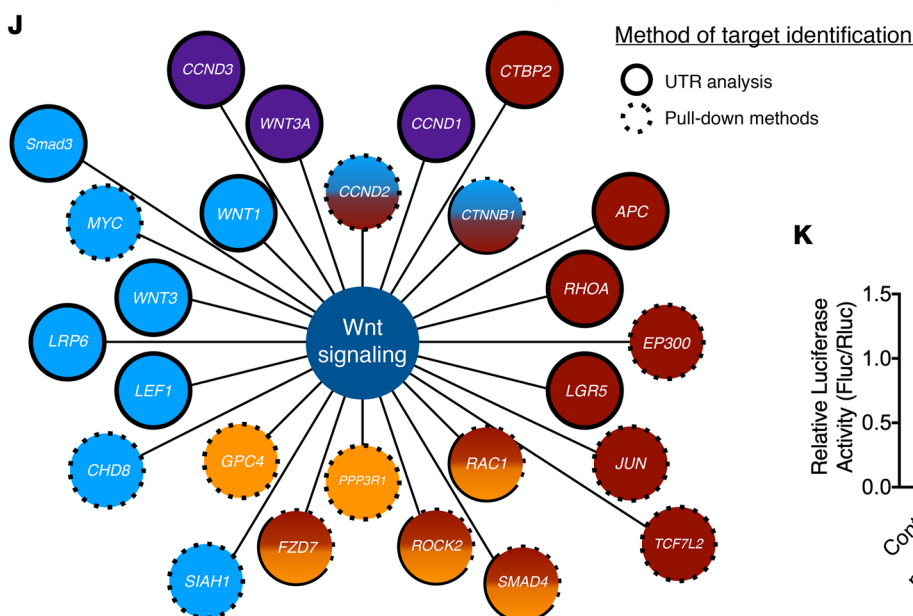 J
Method of target identification
UTR analysis
Pull-down methods
CCND3
CTBP2
WNT3A
CCND1
Smad3
CCND2
MYC
WNT1
CTNNB1
APC
WNT3
RHOA
LRP6
Wnt
signaling
EP300
LEF1
LGR5
CHD8
GPC4
PPP3R1
RAC1
JUN
SIAH1
FZD7
ROCK2
SMAD4
TCF7L2
K
Relative Luciferase
Activity (Fluc/Rluc)
1.5
1.0
0.5
0.0